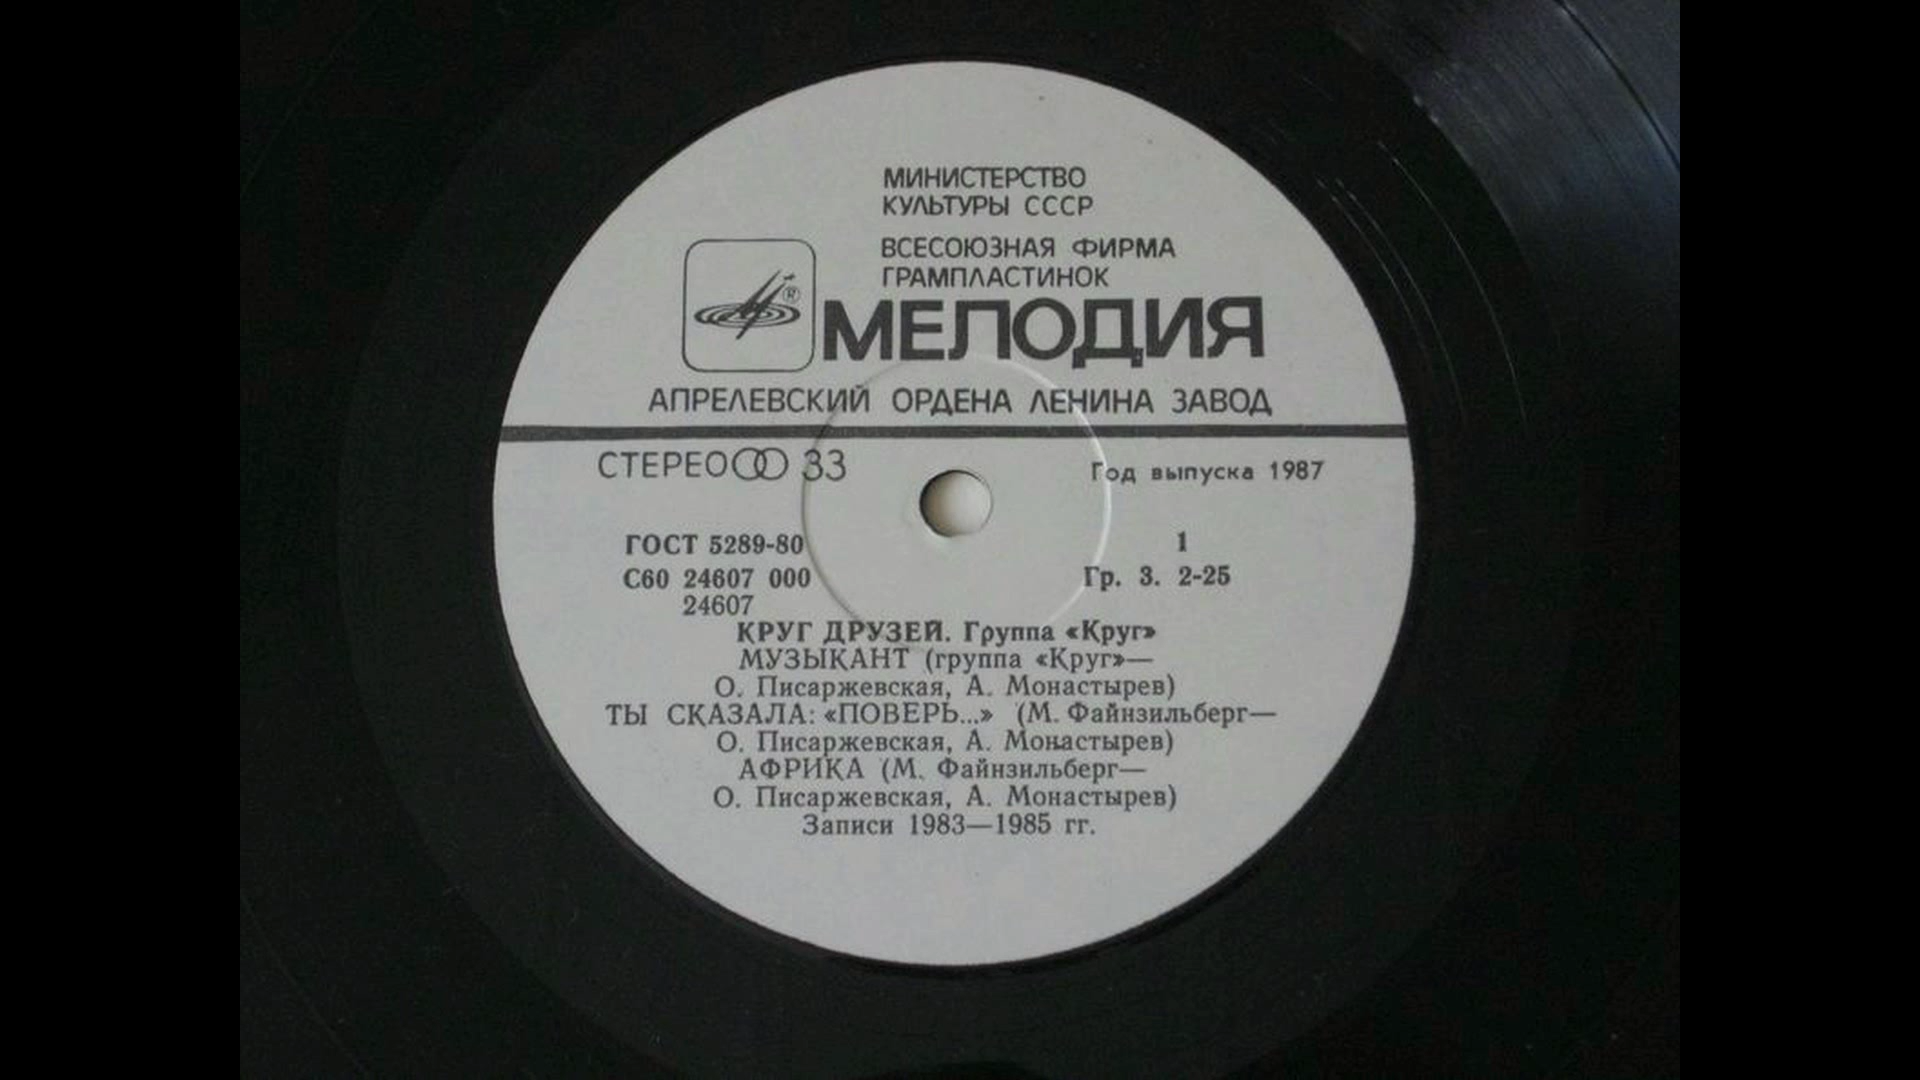 МИНИСТЕРСТВО
КУЛЬТУРЫ СССР
ВСЕСОЮЗНАЯ ФИРМА
ГРАМПЛАСТИНОК
®
МЕЛОДИЯ
АПРЕЛЕВСКИЙ ОРДЕНА ЛЕНИНА ЗАВОД
СТЕРЕО 33
Год выпуска 1987
ГОСТ 5289-80
1
С60 24607 000
Гр. 3. 2-25
24607
КРУГ ДРУЗЕЙ. Группа «Круг»
МУЗЫКАНТ (группа «Круг»—
О. Писаржевская, А. Монастырев)
ТЫ СКАЗАЛА: «ПОВЕРЬ...» (М. Файнзильберг—
О. Писаржевская, А. Монастырев)
АФРИКА (М. Файнзильберг—
О. Писаржевская, А. Монастырев)
Записи 1983—1985 гг.